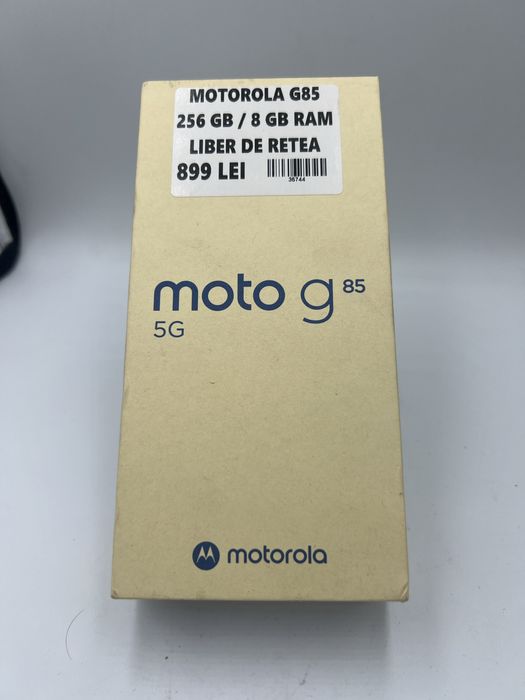 MOTOROLA G85
256 GB / 8 GB RAM
LIBER DE RETEA
899 LEI
36744
moto g 85
5G
motorola